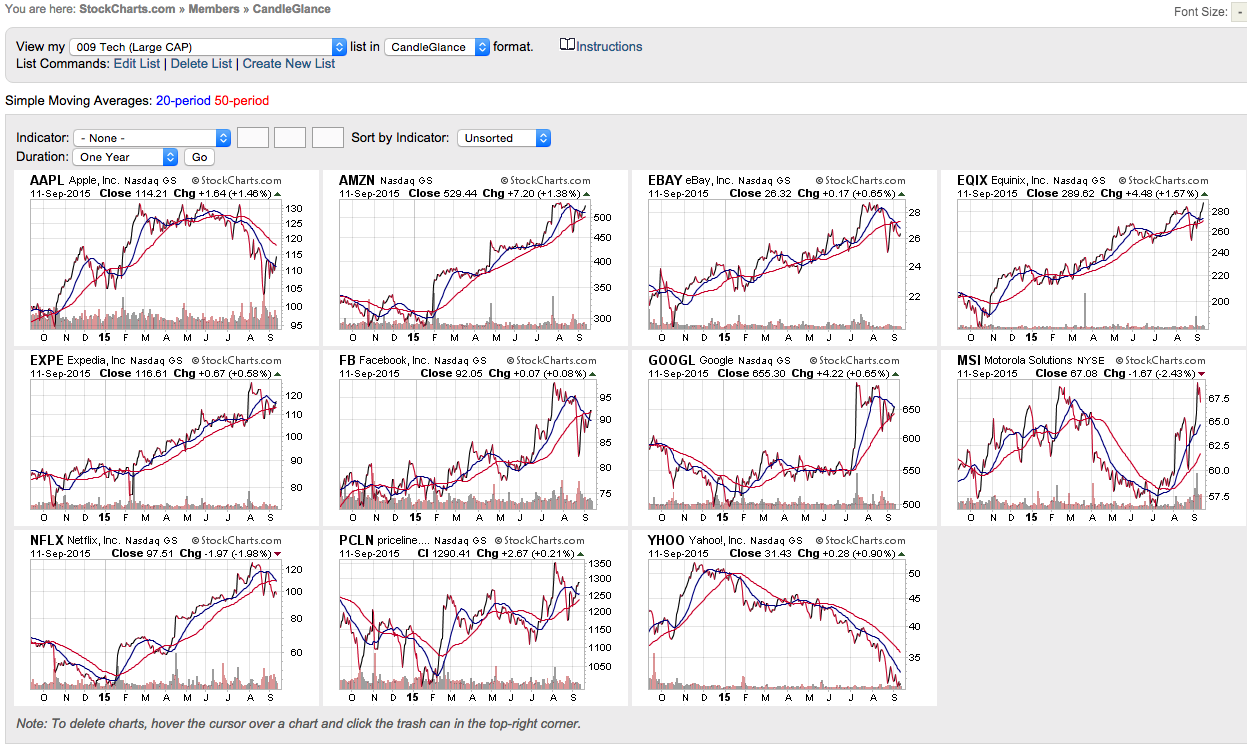 You are here: StockCharts.com » Members » CandleGlance
Font Size: -
View my 009 Tech (Large CAP) list in CandleGlance format. Instructions
List Commands: Edit List | Delete List | Create New List
Simple Moving Averages: 20-period 50-period
Indicator: - None - Sort by Indicator: Unsorted
Duration: One Year Go
AAPL Apple, Inc. Nasdaq GS © StockCharts.com
11-Sep-2015 Close 114.21 Chg +1.64 (+1.46%)
130
125
120
115
110
105
100
95
O N D 15 F M A M J J A S
AMZN Nasdaq GS © StockCharts.com
11-Sep-2015 Close 529.44 Chg +7.20 (+1.38%)
500
450
400
350
300
O N D 15 F M A M J J A S
EBAY eBay, Inc. Nasdaq GS © StockCharts.com
11-Sep-2015 Close 26.32 Chg +0.17 (+0.65%)
28
26
24
22
O N D 15 F M A M J J A S
EQIX Equinix, Inc. Nasdaq GS © StockCharts.com
11-Sep-2015 Close 289.62 Chg +4.48 (+1.57%)
280
260
240
220
200
O N D 15 F M A M J J A S
EXPE Expedia, Inc Nasdaq GS © StockCharts.com
11-Sep-2015 Close 116.61 Chg +0.67 (+0.58%)
120
110
100
90
80
O N D 15 F M A M J J A S
FB Facebook, Inc. Nasdaq GS © StockCharts.com
11-Sep-2015 Close 92.05 Chg +0.07 (+0.08%)
95
90
85
80
75
O N D 15 F M A M J J A S
GOOGL Google Nasdaq GS © StockCharts.com
11-Sep-2015 Close 655.30 Chg +4.22 (+0.65%)
650
600
550
500
O N D 15 F M A M J J A S
MSI Motorola Solutions NYSE © StockCharts.com
11-Sep-2015 Close 67.08 Chg -1.67 (-2.43%)
67.5
65.0
62.5
60.0
57.5
O N D 15 F M A M J J A S
NFLX Netflix, Inc. Nasdaq GS © StockCharts.com
11-Sep-2015 Close 97.51 Chg -1.97 (-1.98%)
120
100
80
60
O N D 15 F M A M J J A S
PCLN priceline.... Nasdaq GS © StockCharts.com
11-Sep-2015 Cl 1290.41 Chg +2.67 (+0.21%)
1350
1300
1250
1200
1150
1100
1050
O N D 15 F M A M J J A S
YHOO Yahoo!, Inc. Nasdaq GS © StockCharts.com
11-Sep-2015 Close 31.43 Chg +0.28 (+0.90%)
50
45
40
35
O N D 15 F M A M J J A S
Note: To delete charts, hover the cursor over a chart and click the trash can in the top-right corner.